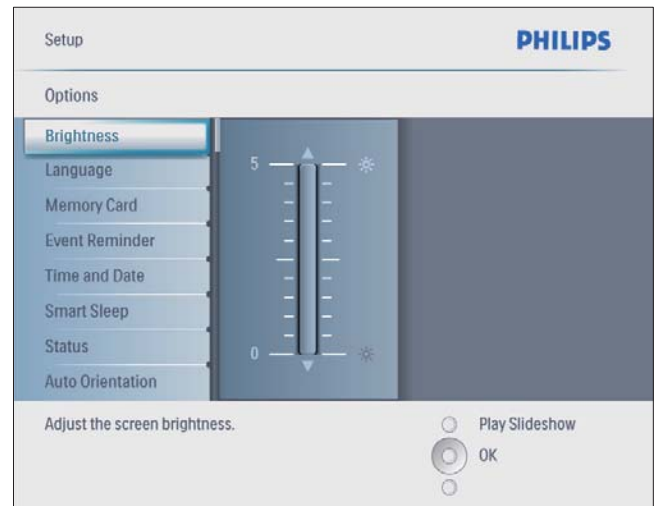 Setup
PHILIPS
Options
Brightness
Language
Memory Card
Event Reminder
Time and Date
Smart Sleep
Status
Auto Orientation
5
0
Adjust the screen brightness.
Play Slideshow
OK